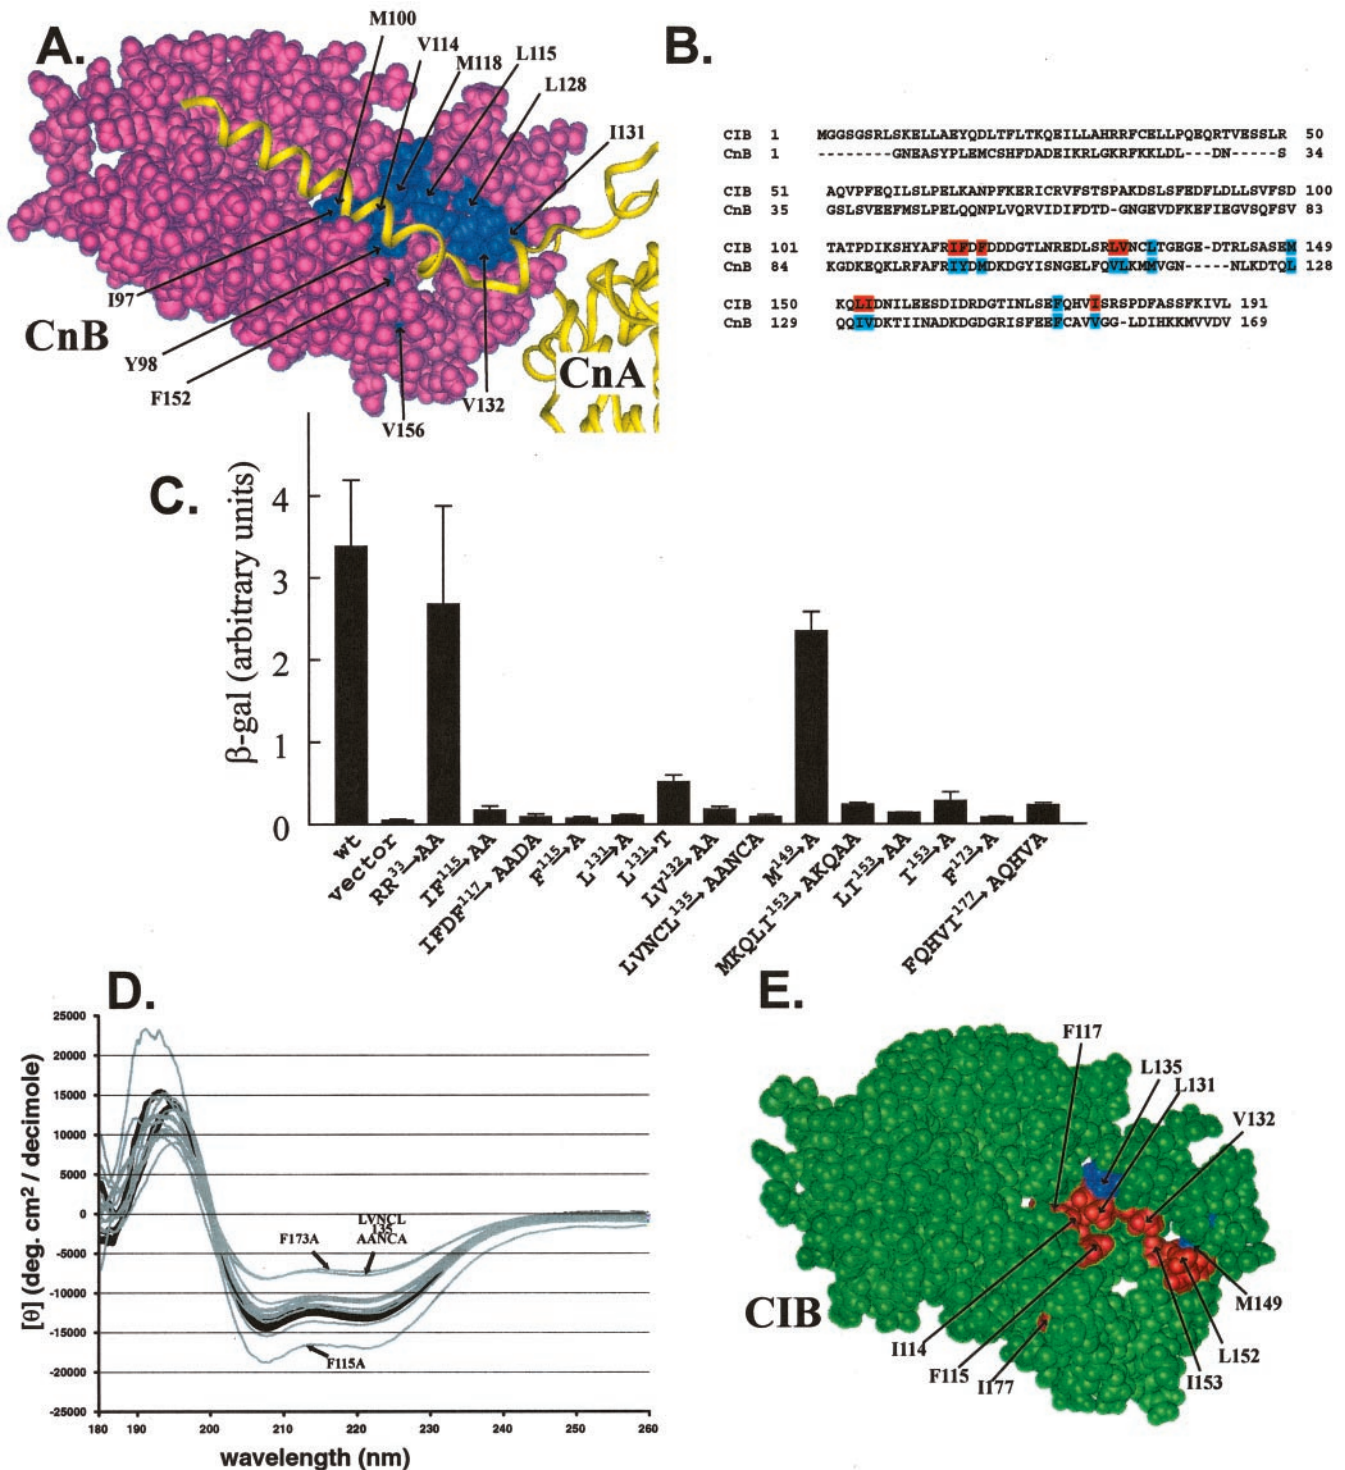 A.
M100
V114
M118
L115
L128
I131
I97
CnB
Y98
F152
V156
V132
CnA
B.
CIB 1 MGGSGSRLSKELLAEYQDLTFLTKQEILLAHRRFCELLPQEQRTVESSLR 50
CnB 1 --------GNEASYPLEMCSHFDADEIKRLGKRFKKLDL---DN-----S 34
CIB 51 AQVPFEQILSLPELKANPFKERICRVFSTSPAKDSLSFEDFLDLLSVFSD 100
CnB 35 GSLSVEEFMSLPELQQNPLVQRVIDIFDTD-GNGEVDFKEFIEGVSQFSV 83
CIB 101 TATPDIKSHYAFRIFDFDDDGTLNREDLSRLVNCLTGEGE-DTRLSASEM 149
CnB 84 KGDKEQKLRFAFRIYDMDKDGYISNGELFQVLKMMVGN-----NLKDTQL 128
CIB 150 KQLIDNILEESDIDRDGTINLSEFQHVISRSPDFASSFKIVL 191
CnB 129 QQIVDKTIINADKDGDGRISFEEFCAVVGG-LDIHKKMVVDV 169
C.
β-gal (arbitrary units)
4
3
2
1
0
wt
vector
RR³³→AA
IF¹¹⁵→AA
IFDF¹¹⁷→AADA
F¹¹⁵→A
L¹³¹→A
L¹³¹→T
LV¹³²→AA
LVNCL¹³⁵→AANCA
M¹⁴⁹→A
MKQLI¹⁵³→AKQAA
LI¹⁵³→AA
I¹⁵³→A
F¹⁷³→A
FQHVI¹⁷⁷→AQHVA
D.
[θ] (deg. cm² / decimole)
25000
20000
15000
10000
5000
0
-5000
-10000
-15000
-20000
-25000
F173A
LVNCL
135
AANCA
F115A
180 190 200 210 220 230 240 250 260
wavelength (nm)
E.
F117
L135
L131
V132
CIB
M149
L152
I153
I114
F115
I177